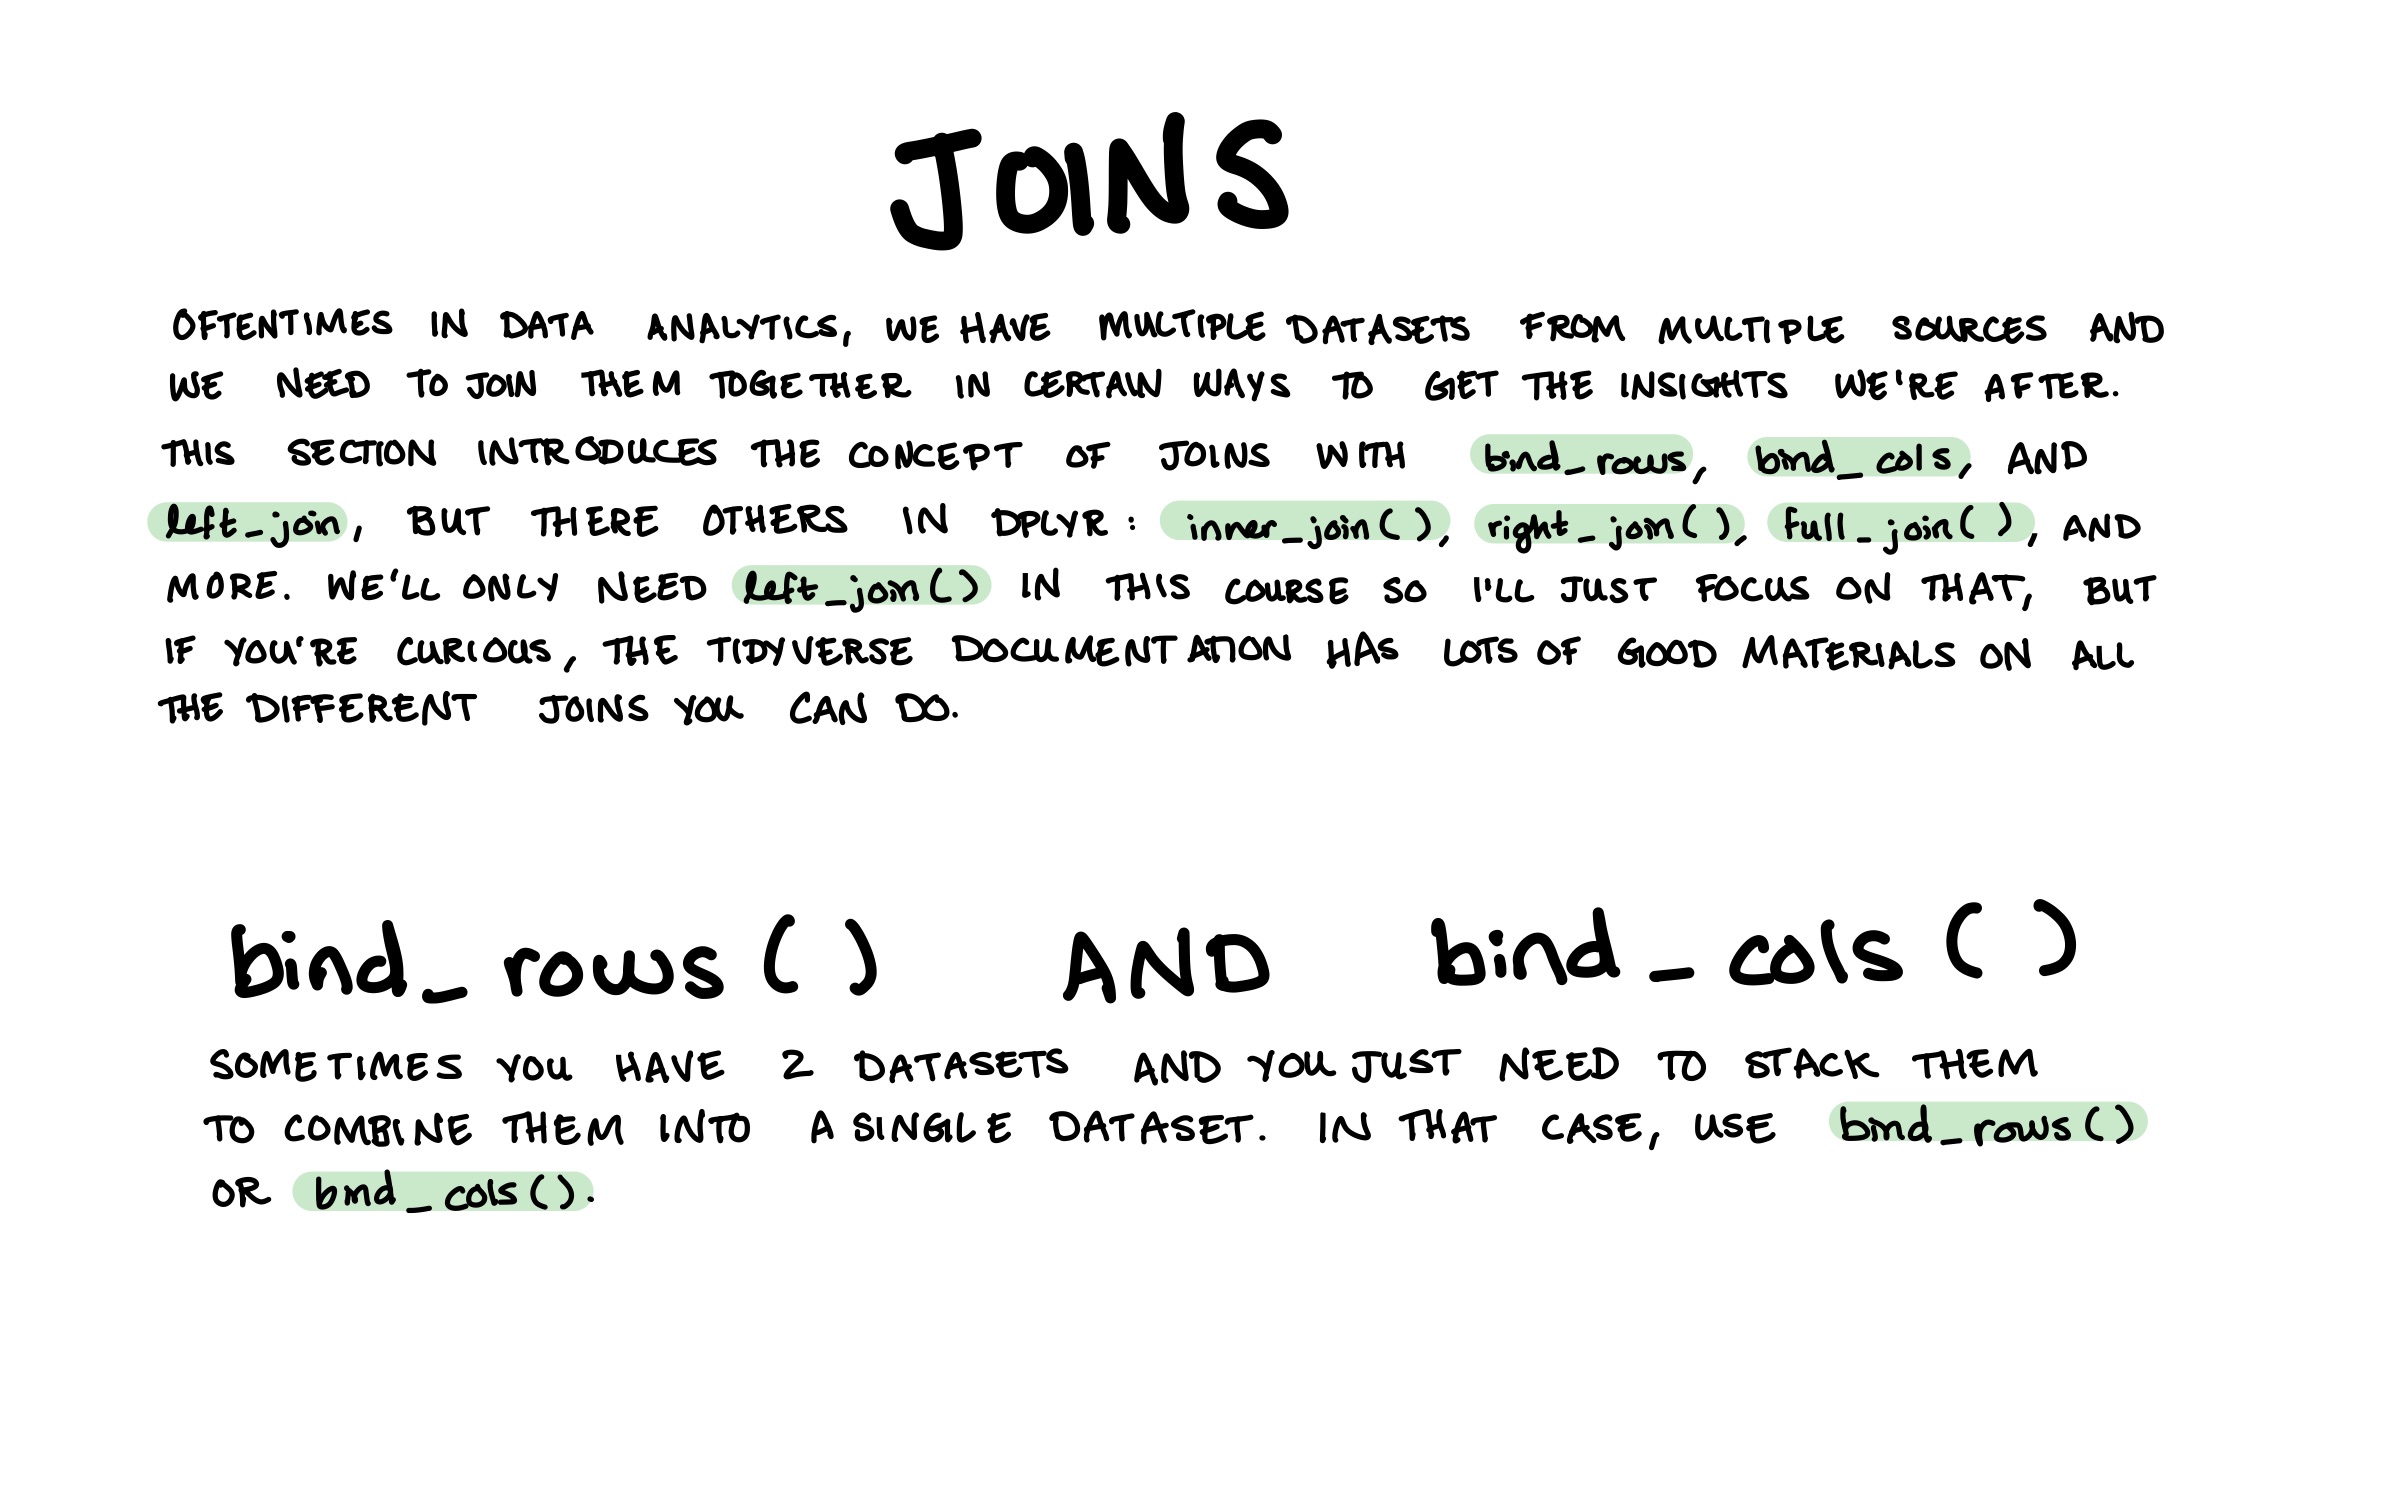 JOINS
OFTENTIMES IN DATA ANALYTICS, WE HAVE MULTIPLE DATASETS FROM MULTIPLE SOURCES AND
WE NEED TO JOIN THEM TOGETHER IN CERTAIN WAYS TO GET THE INSIGHTS WE'RE AFTER.
THIS SECTION INTRODUCES THE CONCEPT OF JOINS WITH bind_rows, bind_cols, AND
left_join, BUT THERE OTHERS IN DPLYR: inner_join(), right_join(), full_join(), AND
MORE. WE'LL ONLY NEED left_join() IN THIS COURSE SO I'LL JUST FOCUS ON THAT, BUT
IF YOU'RE CURIOUS, THE TIDYVERSE DOCUMENTATION HAS LOTS OF GOOD MATERIALS ON ALL
THE DIFFERENT JOINS YOU CAN DO.
bind_rows() AND bind_cols()
SOMETIMES YOU HAVE 2 DATASETS AND YOU JUST NEED TO STACK THEM
TO COMBINE THEM INTO A SINGLE DATASET. IN THAT CASE, USE bind_rows()
OR bind_cols().